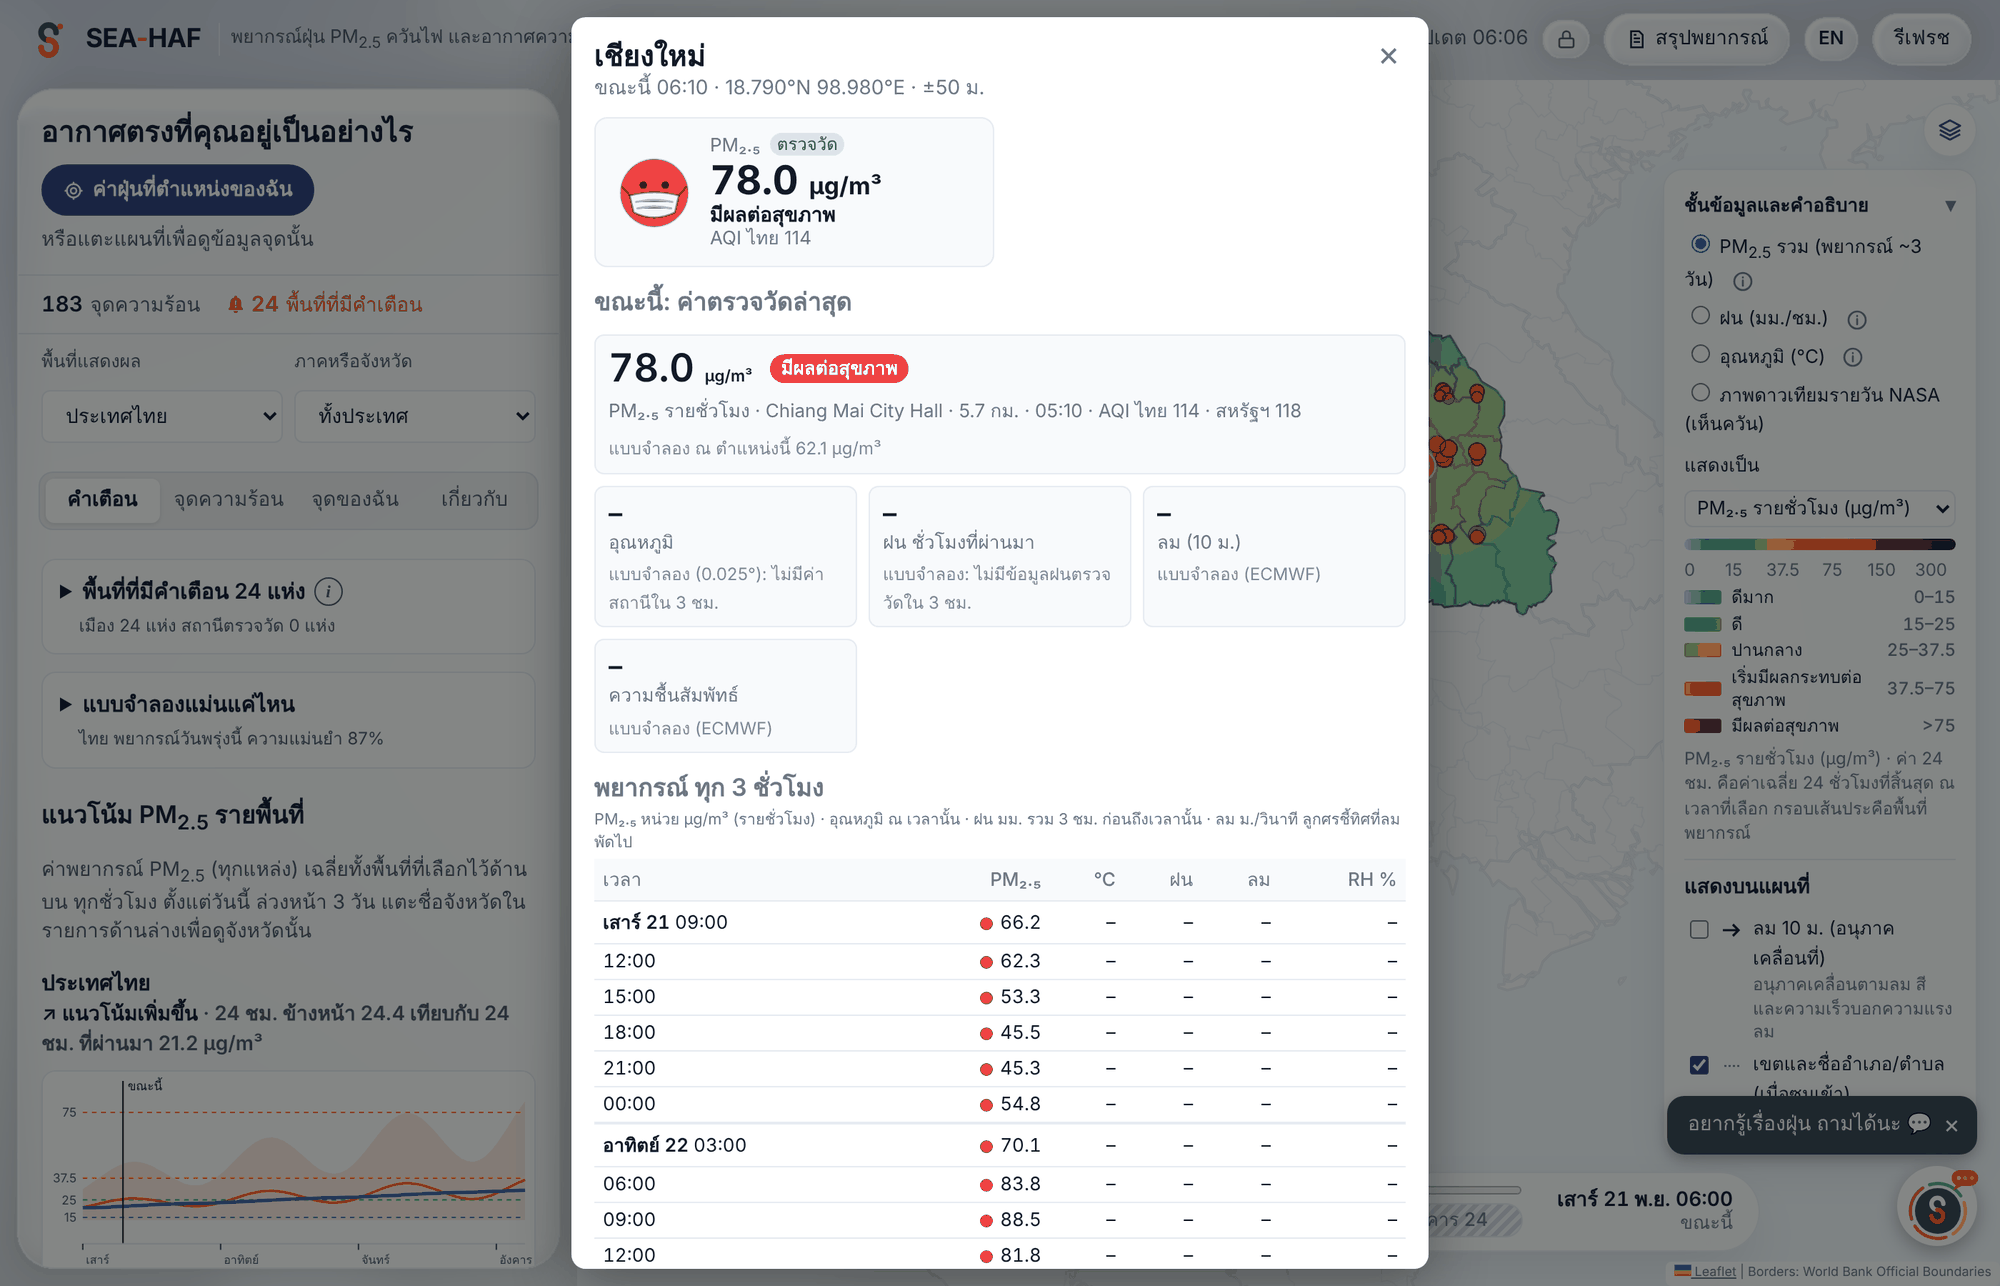 SEA-HAF
พยากรณ์ฝุ่น PM2.5 ควันไฟ และอากาศ
06:06
สรุปพยากรณ์
EN
รีเฟรช
อากาศตรงที่คุณอยู่เป็นอย่างไร
ค่าฝุ่นที่ตำแหน่งของฉัน
หรือแตะแผนที่เพื่อดูข้อมูลจุดนั้น
183 จุดความร้อน 24 พื้นที่ที่มีคำเตือน
พื้นที่แสดงผล ภาคหรือจังหวัด
ประเทศไทย ทั้งประเทศ
คำเตือน จุดความร้อน จุดของฉัน เกี่ยวกับ
▶ พื้นที่ที่มีคำเตือน 24 แห่ง i
เมือง 24 แห่ง สถานีตรวจวัด 0 แห่ง
▶ แบบจำลองแม่นแค่ไหน
ไทย พยากรณ์วันพรุ่งนี้ ความแม่นยำ 87%
แนวโน้ม PM2.5 รายพื้นที่
ค่าพยากรณ์ PM2.5 (ทุกแหล่ง) เฉลี่ยทั้งพื้นที่ที่เลือกไว้ด้าน
บน ทุกชั่วโมง ตั้งแต่วันนี้ ล่วงหน้า 3 วัน แตะชื่อจังหวัดใน
รายการด้านล่างเพื่อดูจังหวัดนั้น
ประเทศไทย
↗ แนวโน้มเพิ่มขึ้น · 24 ชม. ข้างหน้า 24.4 เทียบกับ 24
ชม. ที่ผ่านมา 21.2 µg/m³
ขณะนี้
75
37.5
25
15
เสาร์ อาทิตย์ จันทร์ อังคาร
เชียงใหม่ ✕
ขณะนี้ 06:10 · 18.790°N 98.980°E · ±50 ม.
PM₂.₅ ตรวจวัด
78.0 µg/m³
มีผลต่อสุขภาพ
AQI ไทย 114
ขณะนี้: ค่าตรวจวัดล่าสุด
78.0 µg/m³ มีผลต่อสุขภาพ
PM₂.₅ รายชั่วโมง · Chiang Mai City Hall · 5.7 กม. · 05:10 · AQI ไทย 114 · สหรัฐฯ 118
แบบจำลอง ณ ตำแหน่งนี้ 62.1 µg/m³
–
อุณหภูมิ
แบบจำลอง (0.025°): ไม่มีค่า
สถานีใน 3 ชม.
–
ฝน ชั่วโมงที่ผ่านมา
แบบจำลอง: ไม่มีข้อมูลฝนตรวจ
วัดใน 3 ชม.
–
ลม (10 ม.)
แบบจำลอง (ECMWF)
–
ความชื้นสัมพัทธ์
แบบจำลอง (ECMWF)
พยากรณ์ ทุก 3 ชั่วโมง
PM₂.₅ หน่วย µg/m³ (รายชั่วโมง) · อุณหภูมิ ณ เวลานั้น · ฝน มม. รวม 3 ชม. ก่อนถึงเวลานั้น · ลม ม./วินาที ลูกศรชี้ทิศที่ลม
พัดไป
เวลา PM₂.₅ °C ฝน ลม RH %
เสาร์ 21 09:00 66.2 – – – –
12:00 62.3 – – – –
15:00 53.3 – – – –
18:00 45.5 – – – –
21:00 45.3 – – – –
00:00 54.8 – – – –
อาทิตย์ 22 03:00 70.1 – – – –
06:00 83.8 – – – –
09:00 88.5 – – – –
12:00 81.8 – – – –
ชั้นข้อมูลและคำอธิบาย ▼
PM2.5 รวม (พยากรณ์ ~3
วัน) i
ฝน (มม./ชม.) i
อุณหภูมิ (°C) i
ภาพดาวเทียมรายวัน NASA
(เห็นควัน)
แสดงเป็น
PM₂.₅ รายชั่วโมง (µg/m³)
0 15 37.5 75 150 300
ดีมาก 0–15
ดี 15–25
ปานกลาง 25–37.5
เริ่มมีผลกระทบต่อ
สุขภาพ 37.5–75
มีผลต่อสุขภาพ >75
PM₂.₅ รายชั่วโมง (µg/m³) · ค่า 24
ชม. คือค่าเฉลี่ย 24 ชั่วโมงที่สิ้นสุด ณ
เวลาที่เลือก กรอบเส้นประคือพื้นที่
พยากรณ์
แสดงบนแผนที่
→ ลม 10 ม. (อนุภาค
เคลื่อนที่)
อนุภาคเคลื่อนตามลม สี
และความเร็วบอกความแรง
ลม
เขตและชื่ออำเภอ/ตำบล
(เมื่อซูมเข้า)
อยากรู้เรื่องฝุ่น ถามได้นะ 💬 ✕
24
เสาร์ 21 พ.ย. 06:00
ขณะนี้
Leaflet | Borders: World Bank Official Boundaries